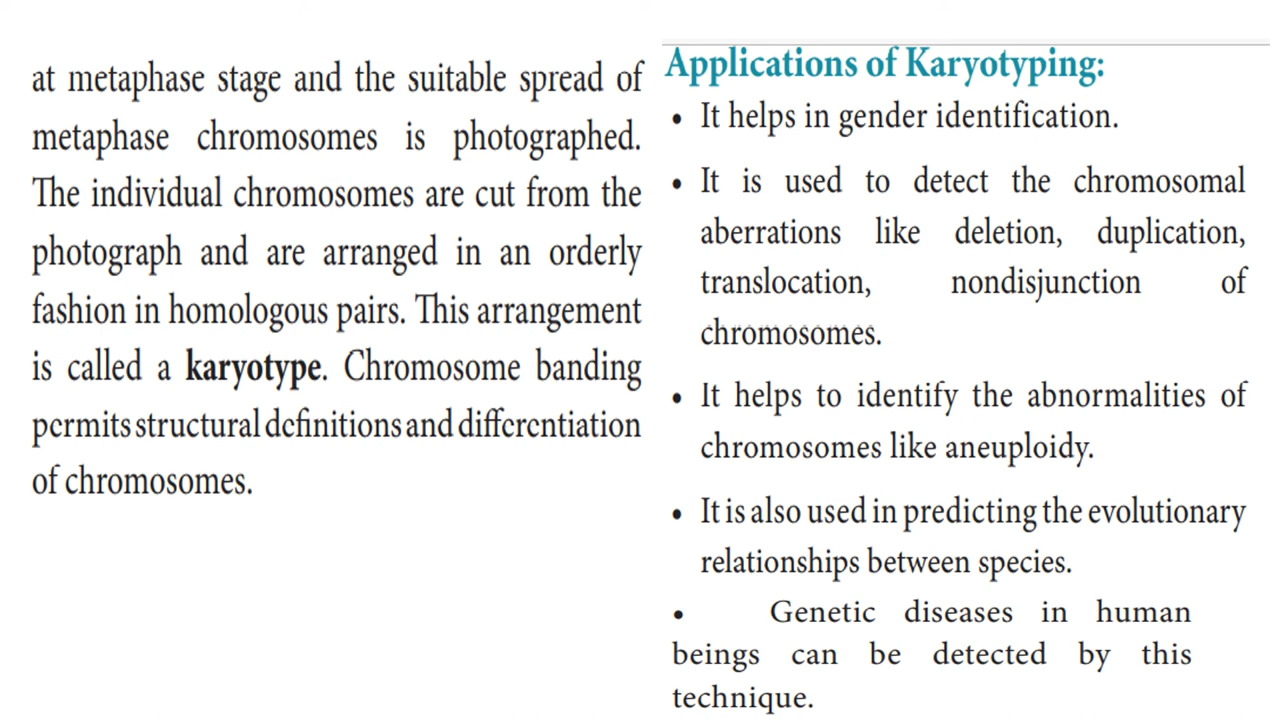 at metaphase stage and the suitable spread of
metaphase chromosomes is photographed.
The individual chromosomes are cut from the
photograph and are arranged in an orderly
fashion in homologous pairs. This arrangement
is called a karyotype. Chromosome banding
permits structural definitions and differentiation
of chromosomes.
Applications of Karyotyping:
• It helps in gender identification.
• It is used to detect the chromosomal
aberrations like deletion, duplication,
translocation, nondisjunction of
chromosomes.
• It helps to identify the abnormalities of
chromosomes like aneuploidy.
• It is also used in predicting the evolutionary
relationships between species.
• Genetic diseases in human
beings can be detected by this
technique.